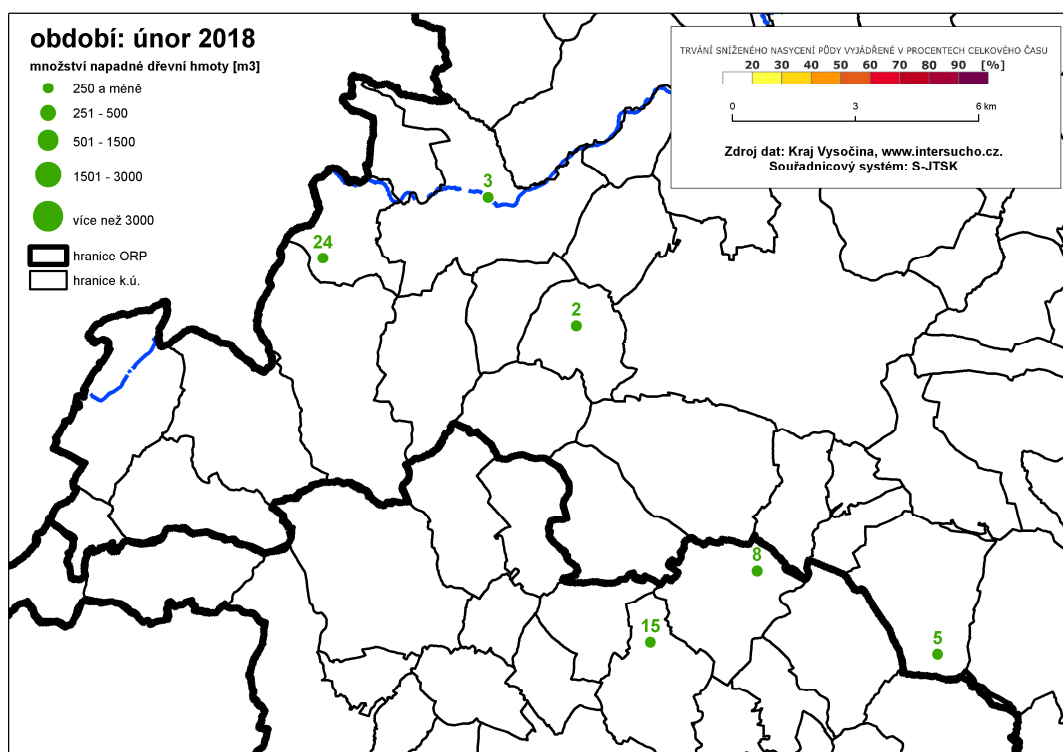 období: únor 2018
množství napadné dřevní hmoty [m3]
250 a méně
251 - 500
501 - 1500
1501 - 3000
více než 3000
hranice ORP
hranice k.ú.
TRVÁNÍ SNÍŽENÉHO NASYCENÍ PŮDY VYJÁDŘENÉ V PROCENTECH CELKOVÉHO ČASU
20 30 40 50 60 70 80 90 [%]
0 3 6 km
Zdroj dat: Kraj Vysočina, www.intersucho.cz.
Souřadnicový systém: S-JTSK
3
24
2
8
15
5